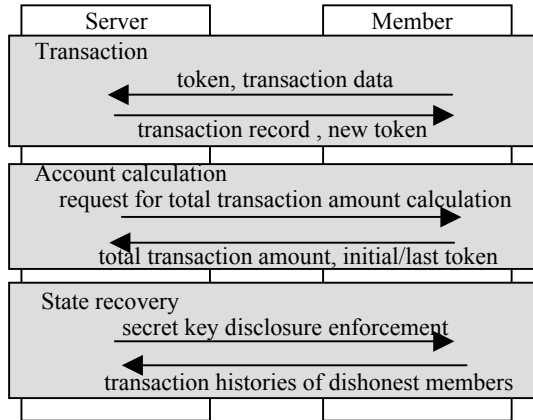 Server
Member
Transaction
token, transaction data
transaction record , new token
Account calculation
request for total transaction amount calculation
total transaction amount, initial/last token
State recovery
secret key disclosure enforcement
transaction histories of dishonest members